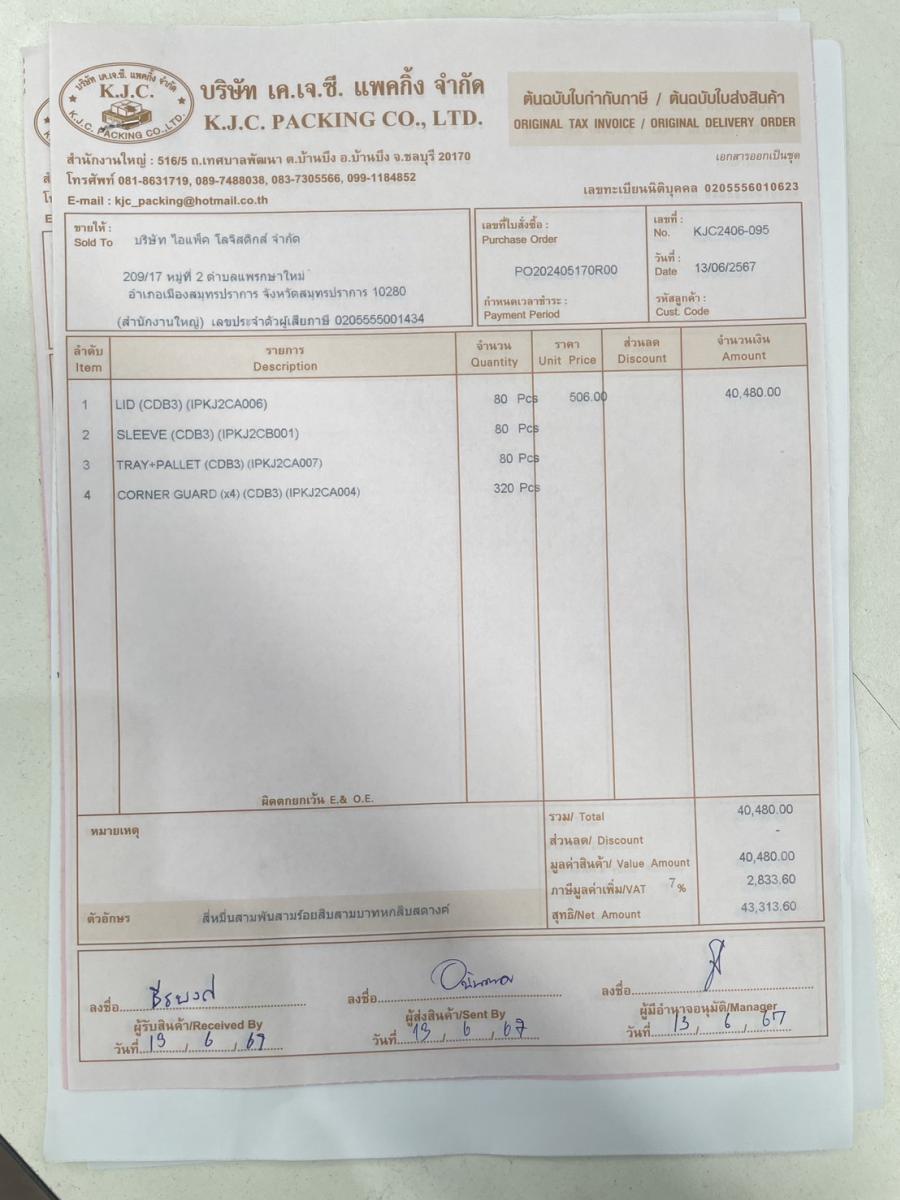 บริษัท เค.เจ.ซี. แพคกิ้ง จำกัด
K.J.C.
K.J.C. PACKING CO.,LTD.
บริษัท เค.เจ.ซี. แพคกิ้ง จำกัด
K.J.C. PACKING CO., LTD.
ต้นฉบับใบกำกับภาษี / ต้นฉบับใบส่งสินค้า
ORIGINAL TAX INVOICE / ORIGINAL DELIVERY ORDER
เอกสารออกเป็นชุด
สำนักงานใหญ่ : 516/5 ถ.เทศบาลพัฒนา ต.บ้านบึง อ.บ้านบึง จ.ชลบุรี 20170
โทรศัพท์ 081-8631719, 089-7488038, 083-7305566, 099-1184852
E-mail : kjc_packing@hotmail.co.th
เลขทะเบียนนิติบุคคล 0205556010623
ขายให้ :
Sold To บริษัท ไอแพ็ค โลจิสติกส์ จำกัด
209/17 หมู่ที่ 2 ตำบลแพรกษาใหม่
อำเภอเมืองสมุทรปราการ จังหวัดสมุทรปราการ 10280
(สำนักงานใหญ่) เลขประจำตัวผู้เสียภาษี 0205555001434
เลขที่ใบสั่งซื้อ :
Purchase Order
PO202405170R00
กำหนดเวลาชำระ :
Payment Period
เลขที่ :
No. KJC2406-095
วันที่ :
Date 13/06/2567
รหัสลูกค้า :
Cust. Code
ลำดับ รายการ จำนวน ราคา ส่วนลด จำนวนเงิน
Item Description Quantity Unit Price Discount Amount
1 LID (CDB3) (IPKJ2CA006) 80 Pcs 506.00 40,480.00
2 SLEEVE (CDB3) (IPKJ2CB001) 80 Pcs
3 TRAY+PALLET (CDB3) (IPKJ2CA007) 80 Pcs
4 CORNER GUARD (x4) (CDB3) (IPKJ2CA004) 320 Pcs
ผิดตกยกเว้น E.& O.E.
หมายเหตุ
รวม/ Total 40,480.00
ส่วนลด/ Discount -
มูลค่าสินค้า/ Value Amount 40,480.00
ภาษีมูลค่าเพิ่ม/VAT 7% 2,833.60
สุทธิ/Net Amount 43,313.60
ตัวอักษร สี่หมื่นสามพันสามร้อยสิบสามบาทหกสิบสตางค์
ลงชื่อ ธีรพงส์
ผู้รับสินค้า/Received By
วันที่ 13 / 6 / 67
ลงชื่อ
ผู้ส่งสินค้า/Sent By
วันที่ 13 / 6 / 67
ลงชื่อ
ผู้มีอำนาจอนุมัติ/Manager
วันที่ 13 / 6 / 67